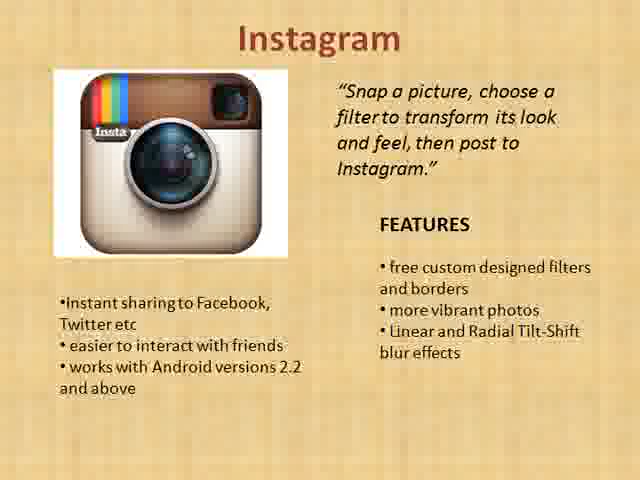 Instagram
Insta
“Snap a picture, choose a
filter to transform its look
and feel, then post to
Instagram.”
FEATURES
• free custom designed filters
and borders
• more vibrant photos
• Linear and Radial Tilt-Shift
blur effects
•Instant sharing to Facebook,
Twitter etc
• easier to interact with friends
• works with Android versions 2.2
and above